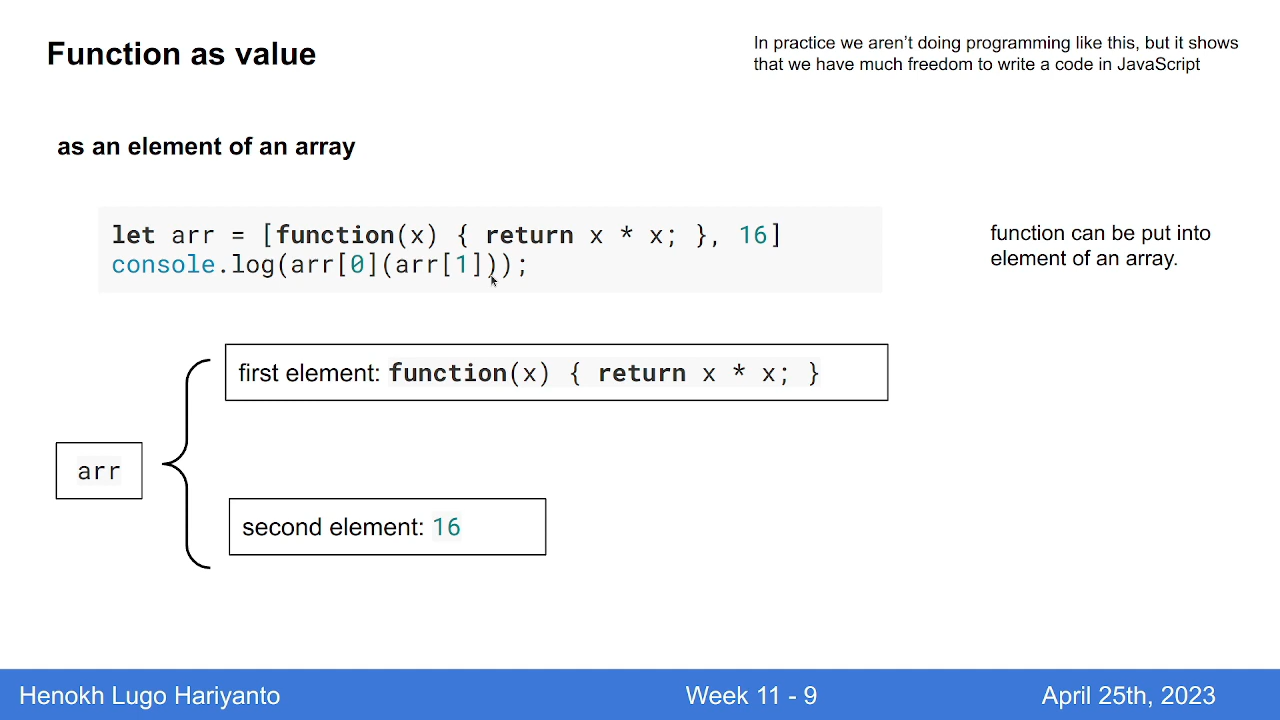 Function as value
In practice we aren't doing programming like this, but it shows
that we have much freedom to write a code in JavaScript
as an element of an array
let arr = [function(x) { return x * x; }, 16]
console.log(arr[0](arr[1]));
function can be put into
element of an array.
first element: function(x) { return x * x; }
arr
second element: 16
Henokh Lugo Hariyanto
Week 11 - 9
April 25th, 2023